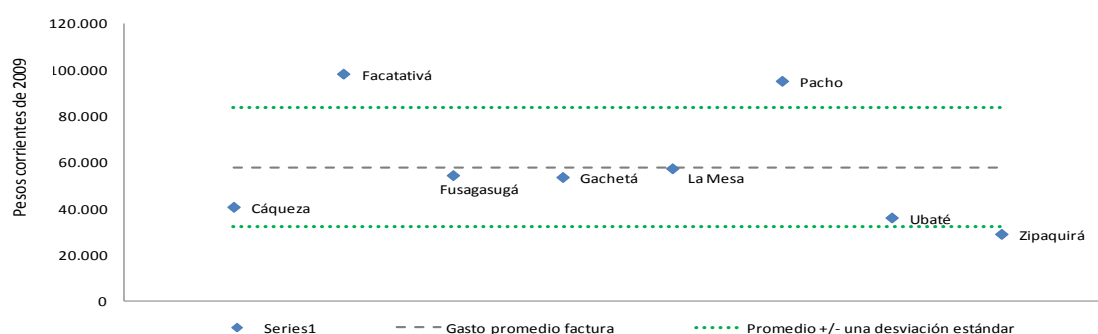 120.000
100.000
80.000
60.000
40.000
20.000
0
Pesos corrientes de 2009
Facatativá
Pacho
Fusagasugá
Gachetá
La Mesa
Cáqueza
Ubaté
Zipaquirá
Series1
Gasto promedio factura
Promedio +/- una desviación estándar